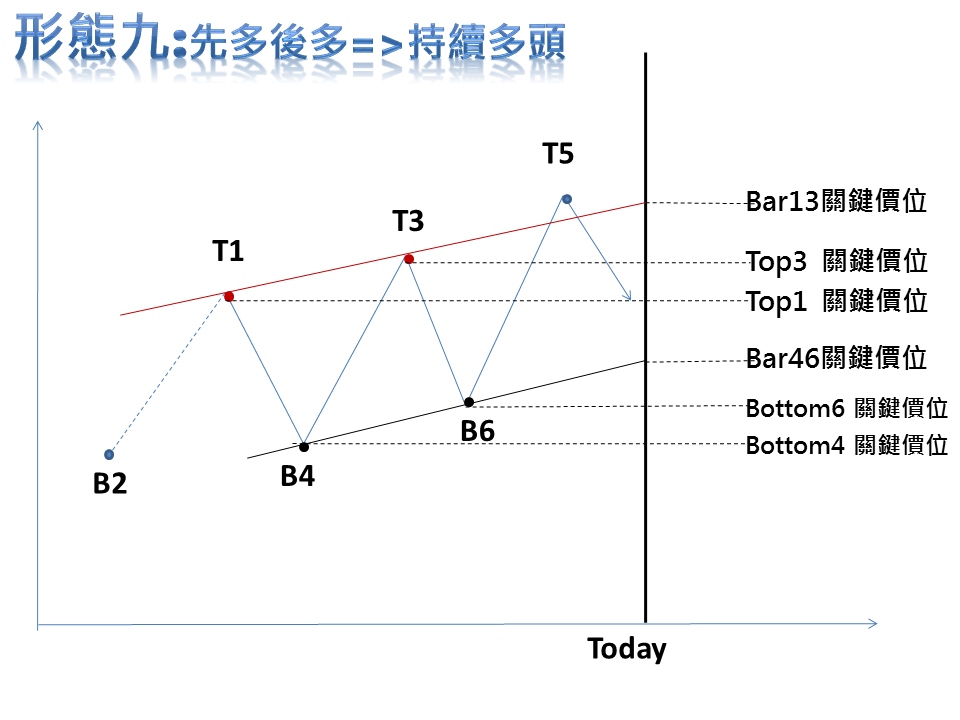 形態九:先多後多=>持續多頭
T5
Bar13關鍵價位
T3
T1
Top3 關鍵價位
Top1 關鍵價位
Bar46關鍵價位
Bottom6 關鍵價位
B6
Bottom4 關鍵價位
B4
B2
Today